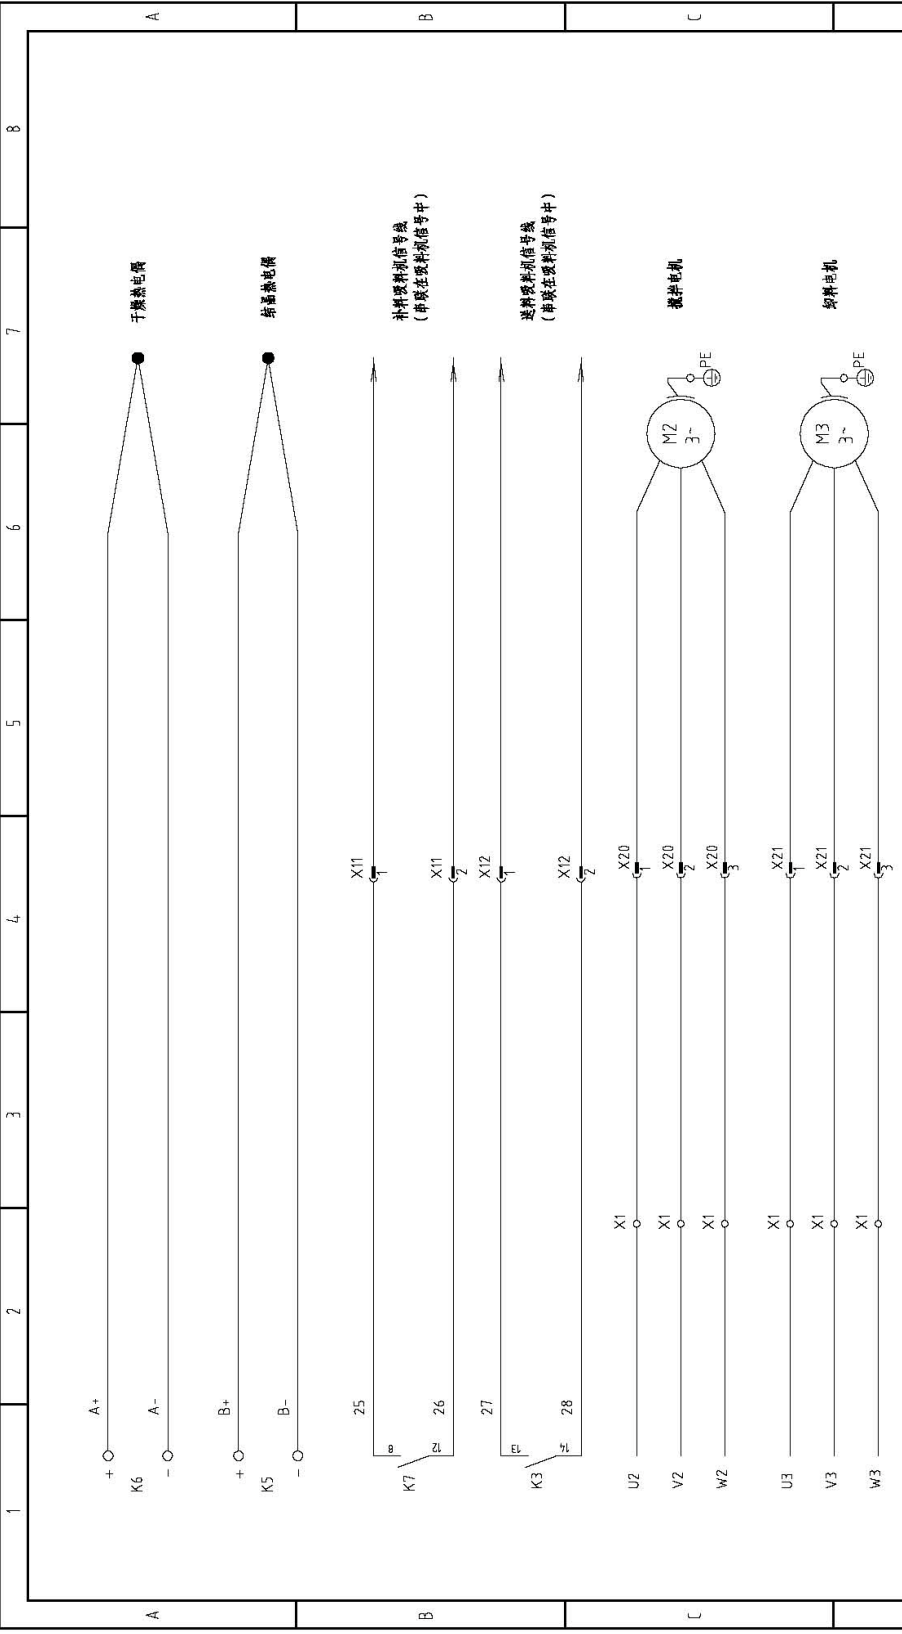 1 2 3 4 5 6 7 8
A A
A+
+
K6 干燥热电偶
A-
-
B+
+
K5 结晶热电偶
B-
-
B B
25 X11
1
8
K7 补料吸料机信号线
12 (串联在吸料机信号中)
26 X11
2
27 X12
1
13
K3 送料吸料机信号线
14 (串联在吸料机信号中)
28 X12
2
C C
U2 X1 X20
1
V2 X1 X20 M2 搅拌电机
2 3~
W2 X1 X20 PE
3
U3 X1 X21
1
V3 X1 X21 M3 卸料电机
2 3~
W3 X1 X21 PE
3